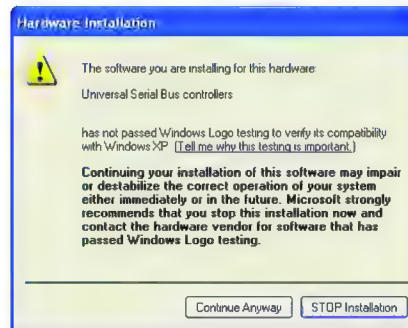 Hardware Installation
The software you are installing for this hardware:
Universal Serial Bus controllers
has not passed Windows Logo testing to verify its compatibility
with Windows XP. (Tell me why this testing is important.)
Continuing your installation of this software may impair
or destabilize the correct operation of your system
either immediately or in the future. Microsoft strongly
recommends that you stop this installation now and
contact the hardware vendor for software that has
passed Windows Logo testing.
Continue Anyway
STOP Installation